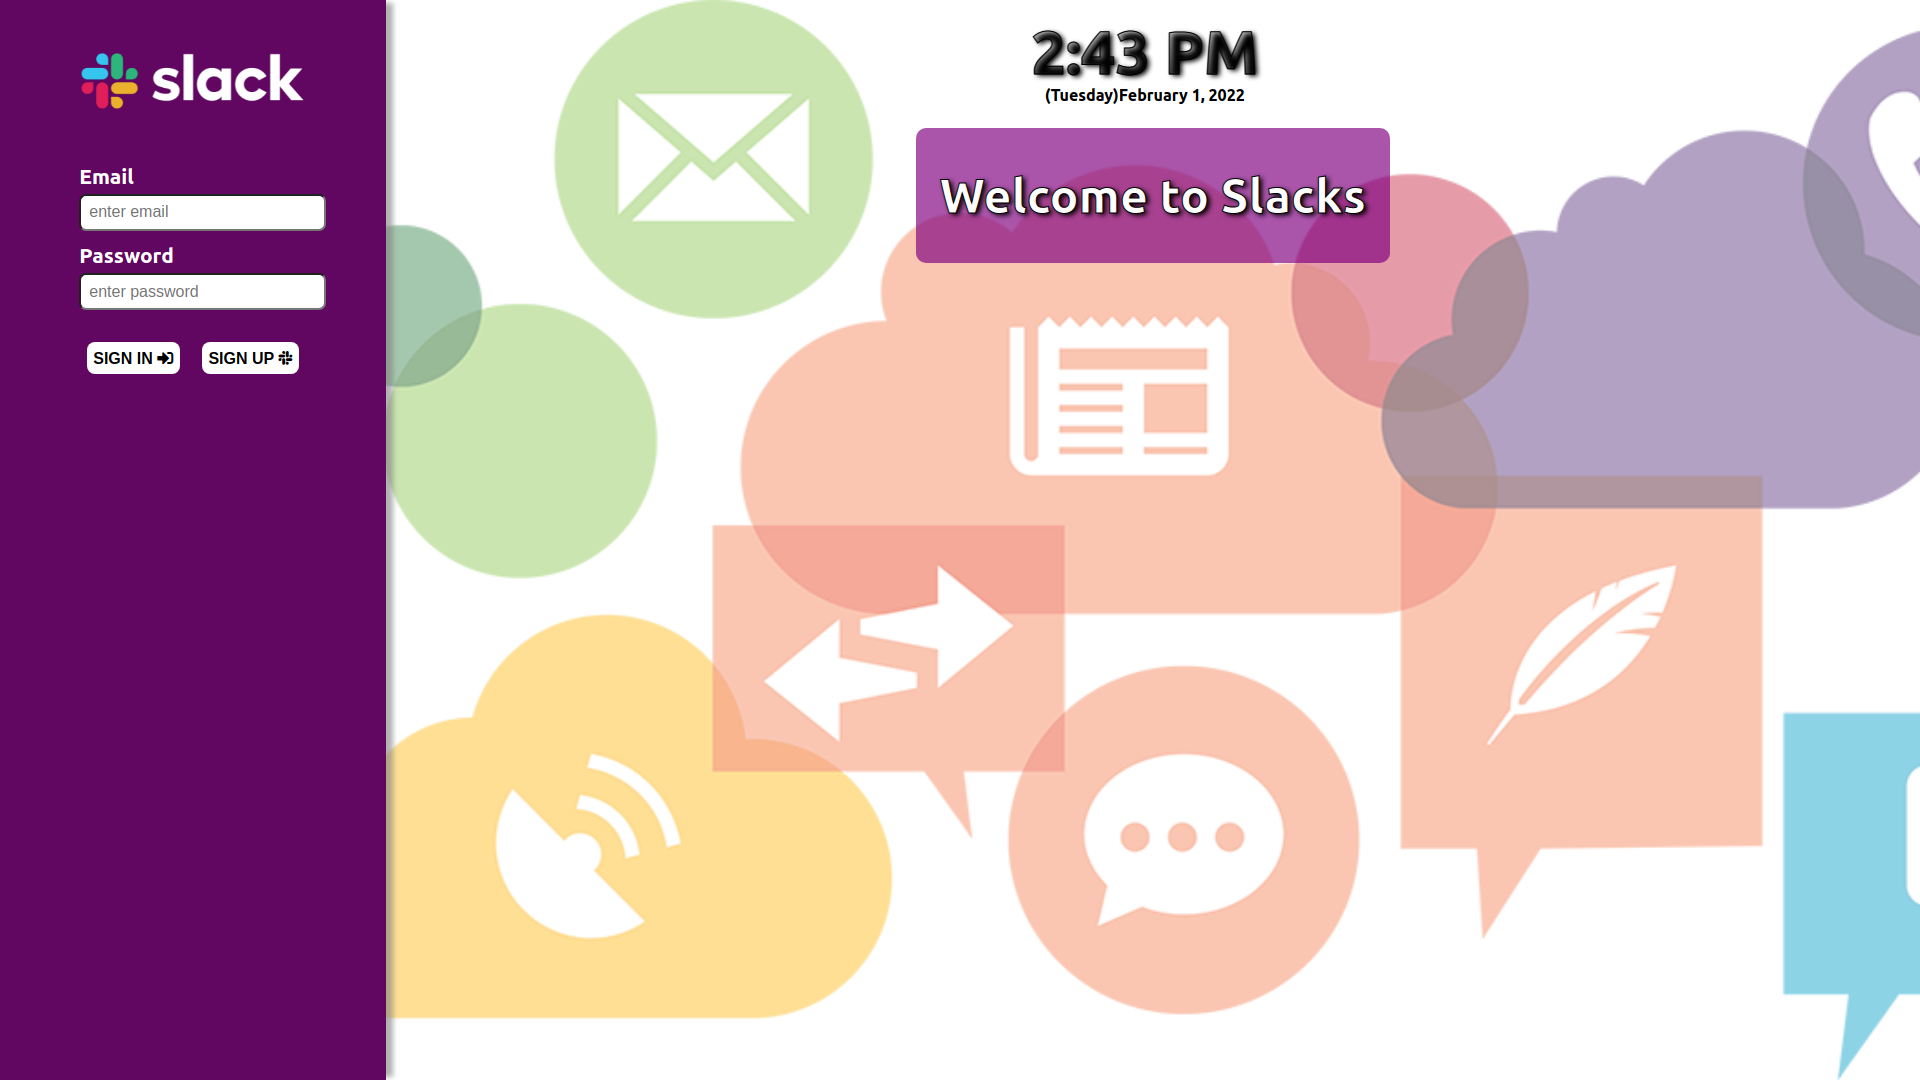 slack
Email
enter email
Password
enter password
SIGN IN
SIGN UP
2:43 PM
(Tuesday)February 1, 2022
Welcome to Slacks